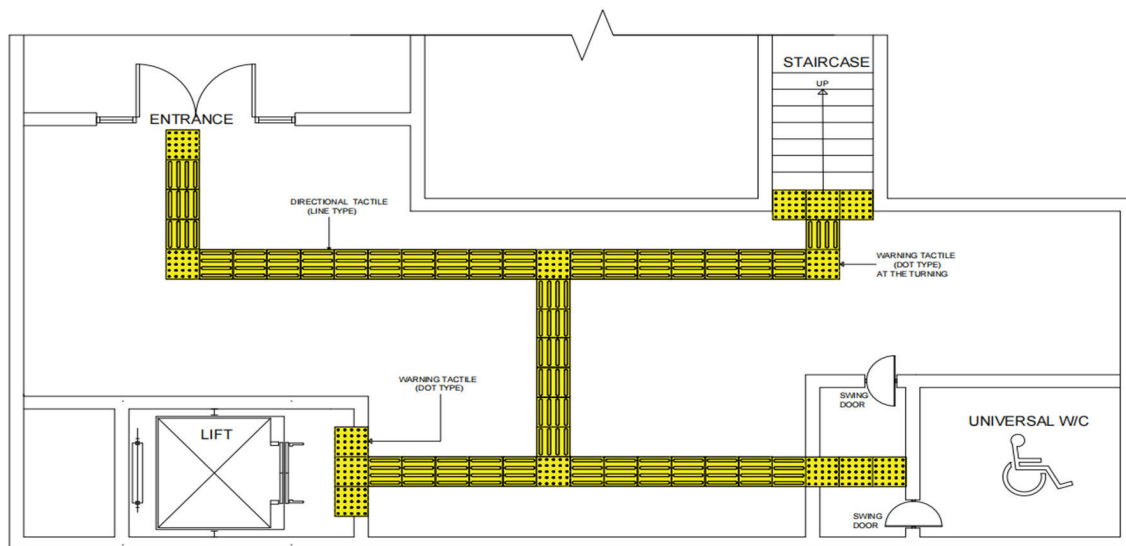 STAIRCASE
UP
ENTRANCE
DIRECTIONAL TACTILE
(LINE TYPE)
WARNING TACTILE
(DOT TYPE)
AT THE TURNING
WARNING TACTILE
(DOT TYPE)
SWING
DOOR
LIFT
UNIVERSAL W/C
SWING
DOOR